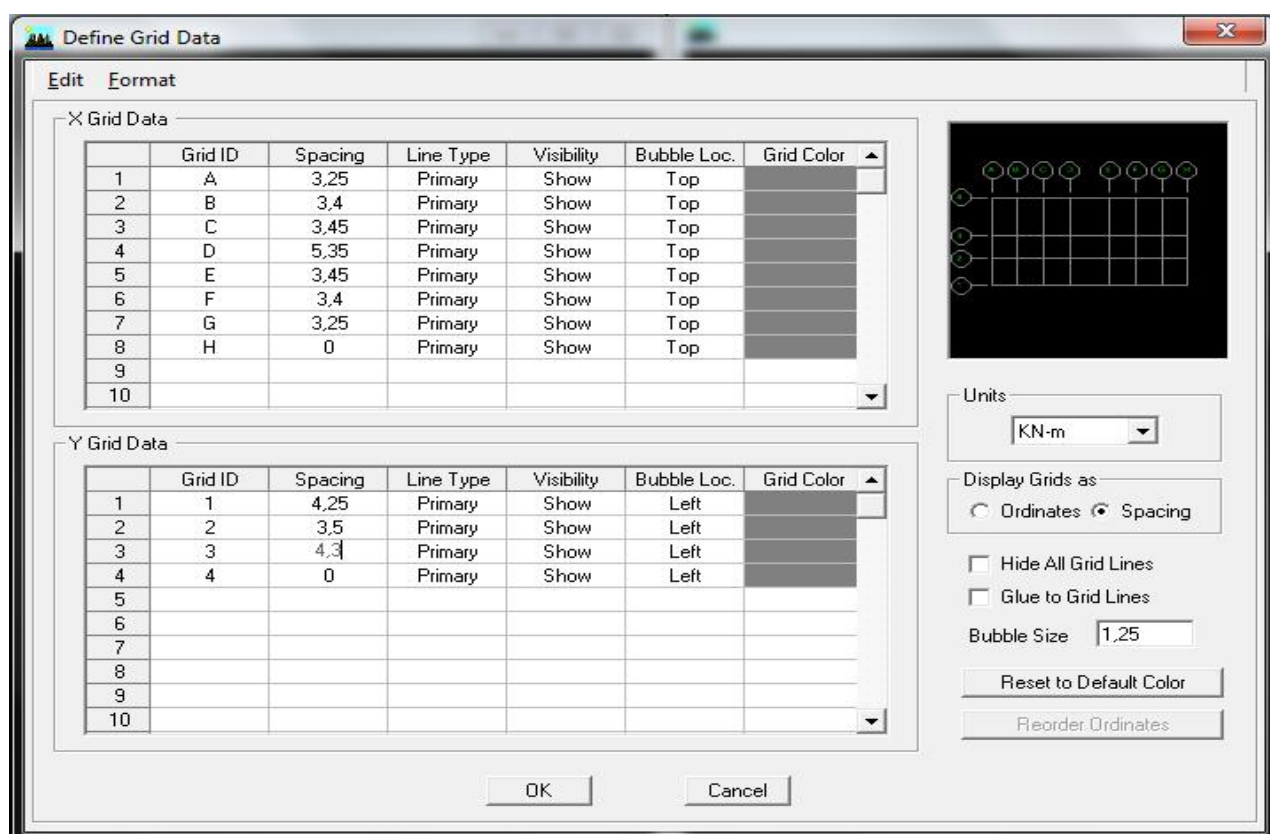 Define Grid Data
Edit Format
X Grid Data
Grid ID Spacing Line Type Visibility Bubble Loc. Grid Color
1 A 3,25 Primary Show Top
2 B 3,4 Primary Show Top
3 C 3,45 Primary Show Top
4 D 5,35 Primary Show Top
5 E 3,45 Primary Show Top
6 F 3,4 Primary Show Top
7 G 3,25 Primary Show Top
8 H 0 Primary Show Top
9
10
Y Grid Data
Grid ID Spacing Line Type Visibility Bubble Loc. Grid Color
1 1 4,25 Primary Show Left
2 2 3,5 Primary Show Left
3 3 4,3 Primary Show Left
4 4 0 Primary Show Left
5
6
7
8
9
10
Units
KN-m
Display Grids as
Ordinates Spacing
Hide All Grid Lines
Glue to Grid Lines
Bubble Size 1,25
Reset to Default Color
Reorder Ordinates
OK Cancel